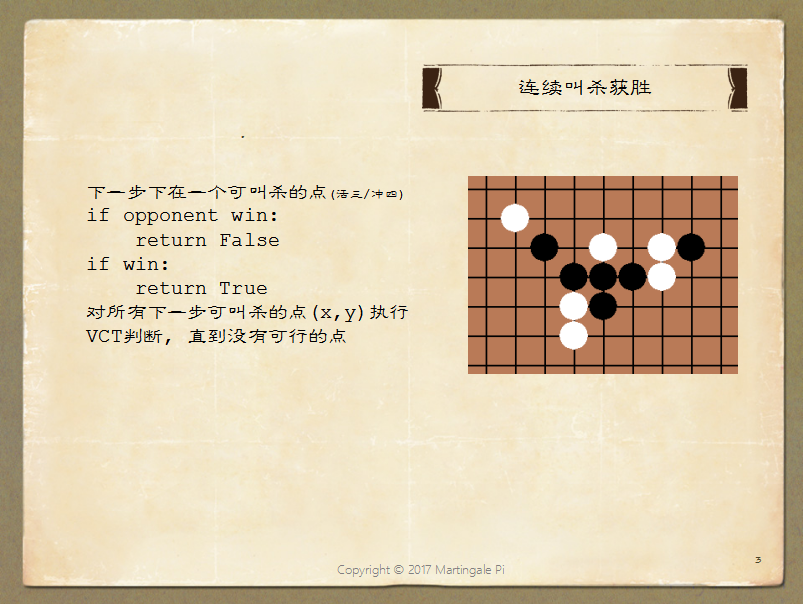 连续叫杀获胜
下一步下在一个可叫杀的点(活三/冲四)
if opponent win:
    return False
if win:
    return True
对所有下一步可叫杀的点(x,y)执行
VCT判断, 直到没有可行的点
3
Copyright © 2017 Martingale Pi